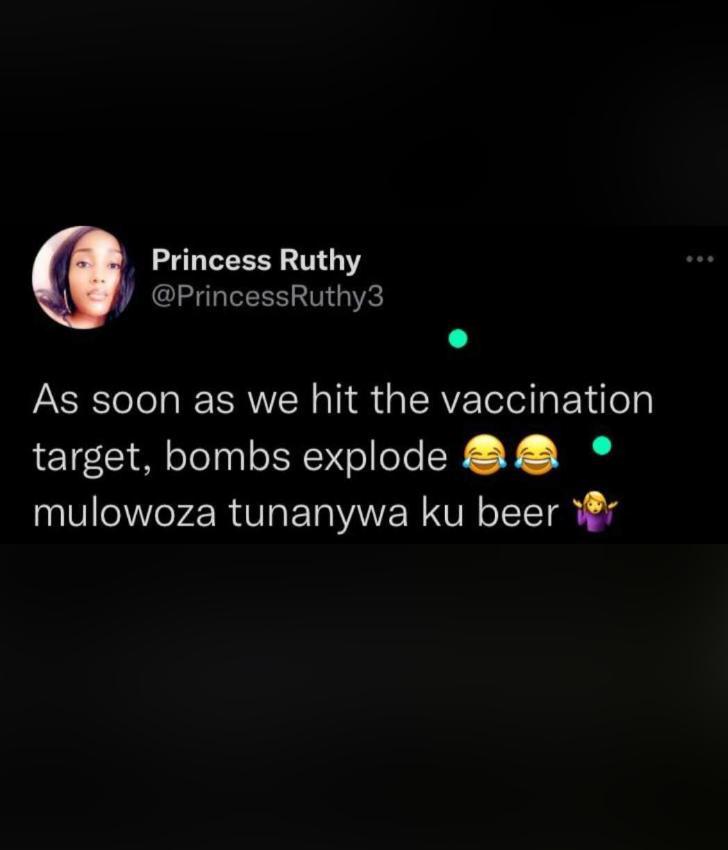 Princess Ruthy
@PrincessRuthy3
As soon as we hit the vaccination
target, bombs explode 😂😂
mulowoza tunanywa ku beer 🤷‍♀️